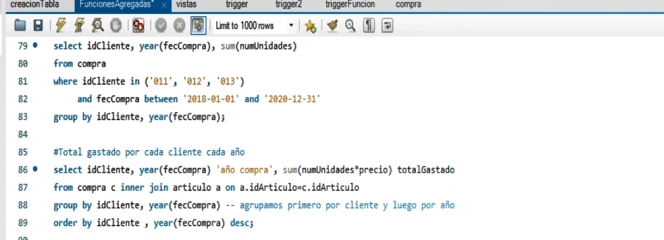 creacionTabla FuncionesAgregadas* x vistas trigger trigger2 triggerFuncion compra
Limit to 1000 rows
79 select idCliente, year(fecCompra), sum(numUnidades)
80 from compra
81 where idCliente in ('011', '012', '013')
82 and fecCompra between '2018-01-01' and '2020-12-31'
83 group by idCliente, year(fecCompra);
84
85 #Total gastado por cada cliente cada año
86 select idCliente, year(fecCompra) 'año compra', sum(numUnidades*precio) totalGastado
87 from compra c inner join articulo a on a.idArticulo=c.idArticulo
88 group by idCliente, year(fecCompra) -- agrupamos primero por cliente y luego por año
89 order by idCliente , year(fecCompra) desc;